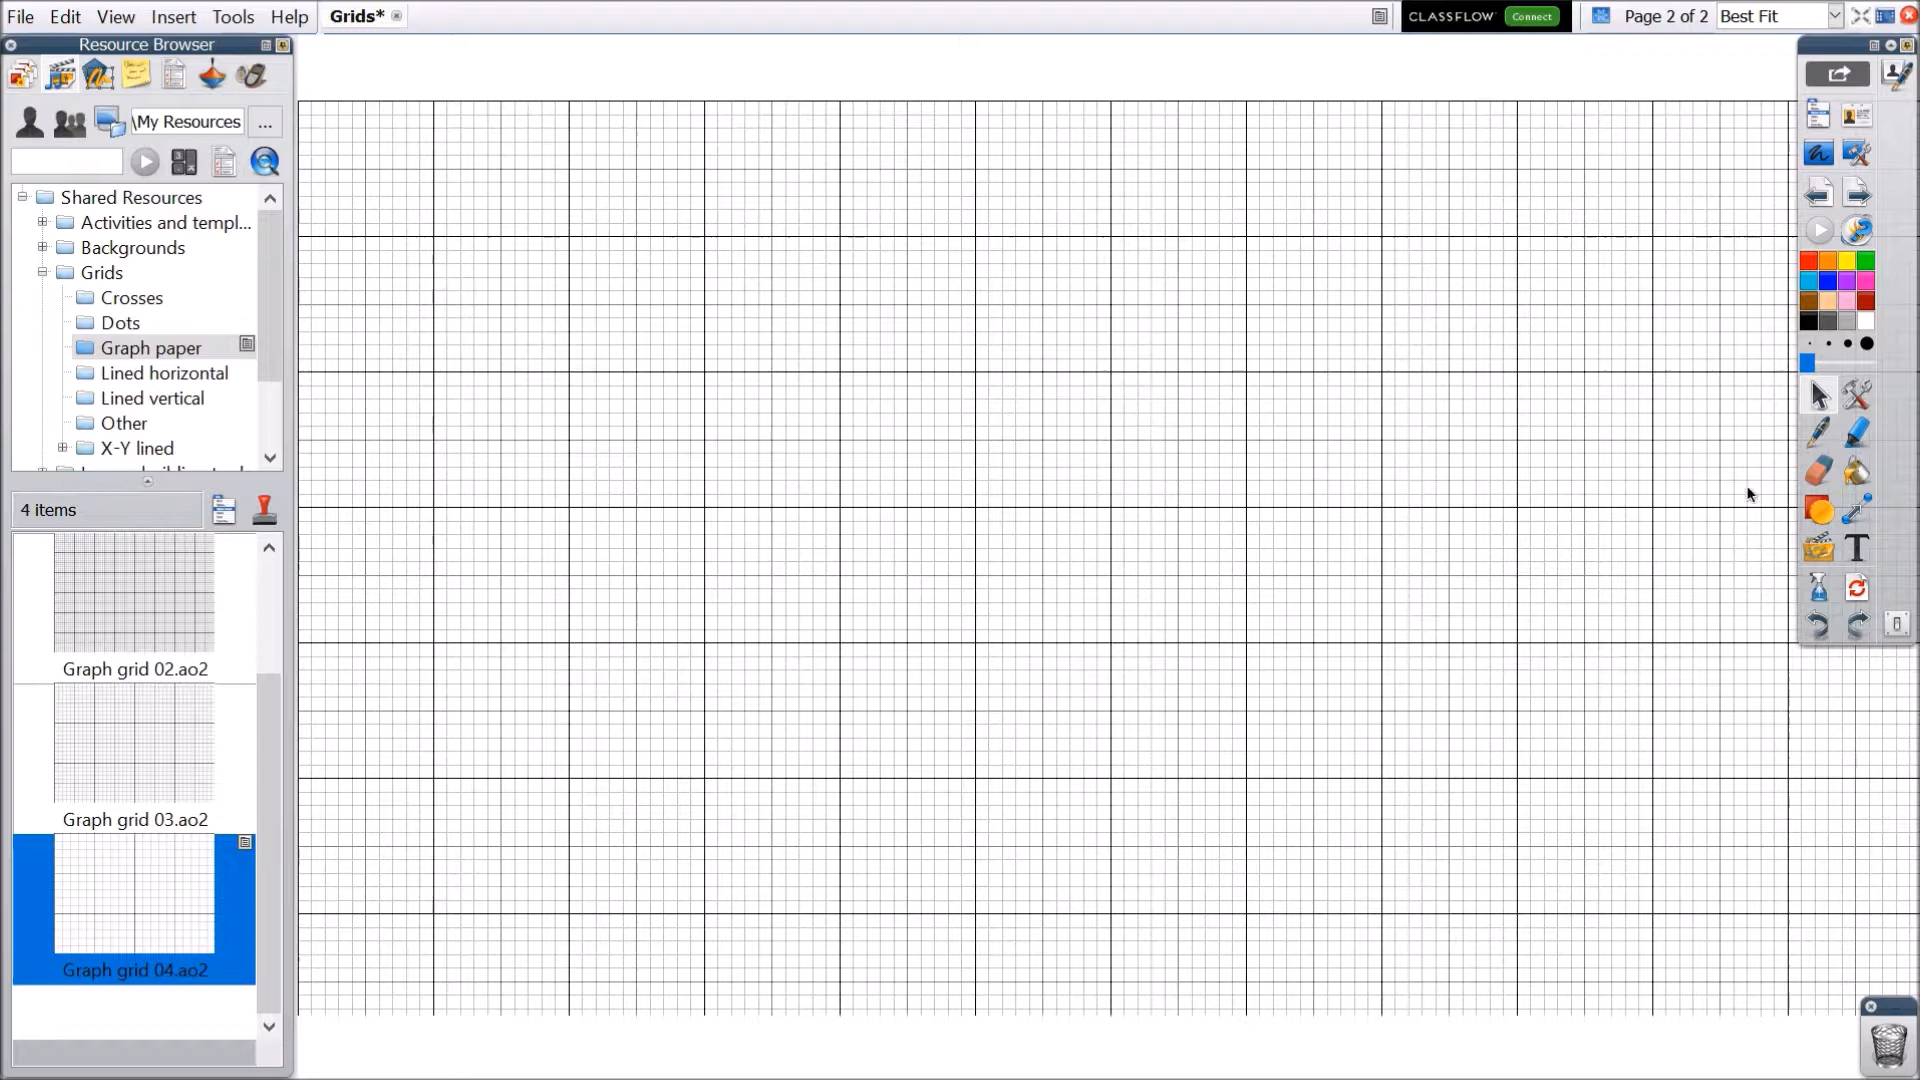 File Edit View Insert Tools Help Grids* CLASSFLOW Connect Page 2 of 2 Best Fit
Resource Browser
\My Resources ...
Shared Resources
Activities and templ...
Backgrounds
Grids
Crosses
Dots
Graph paper
Lined horizontal
Lined vertical
Other
X-Y lined
4 items
Graph grid 02.ao2
Graph grid 03.ao2
Graph grid 04.ao2